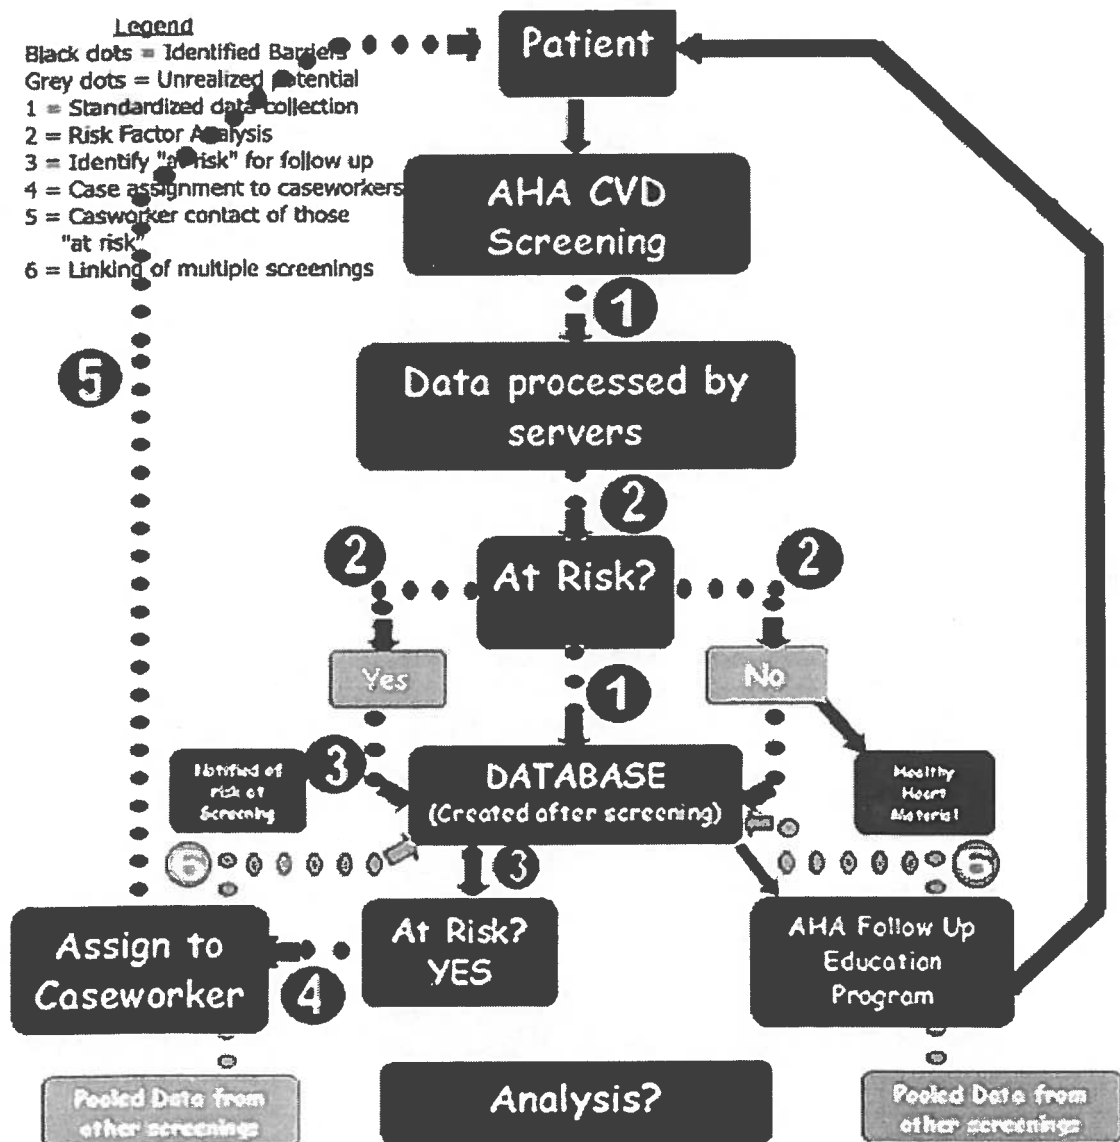 Legend
Black dots = Identified Barriers
Grey dots = Unrealized potential
1 = Standardized data collection
2 = Risk Factor Analysis
3 = Identify "at risk" for follow up
4 = Case assignment to caseworkers
5 = Casworker contact of those
"at risk"
6 = Linking of multiple screenings
Patient
AHA CVD
Screening
1
Data processed by
servers
5
2
2
At Risk?
2
Yes
No
1
Notified of
risk at
Screening
3
DATABASE
(Created after screening)
Healthy
Heart
Material
6
3
6
Assign to
Caseworker
4
At Risk?
YES
AHA Follow Up
Education
Program
Pooled Data from
other screenings
Analysis?
Pooled Data from
other screenings